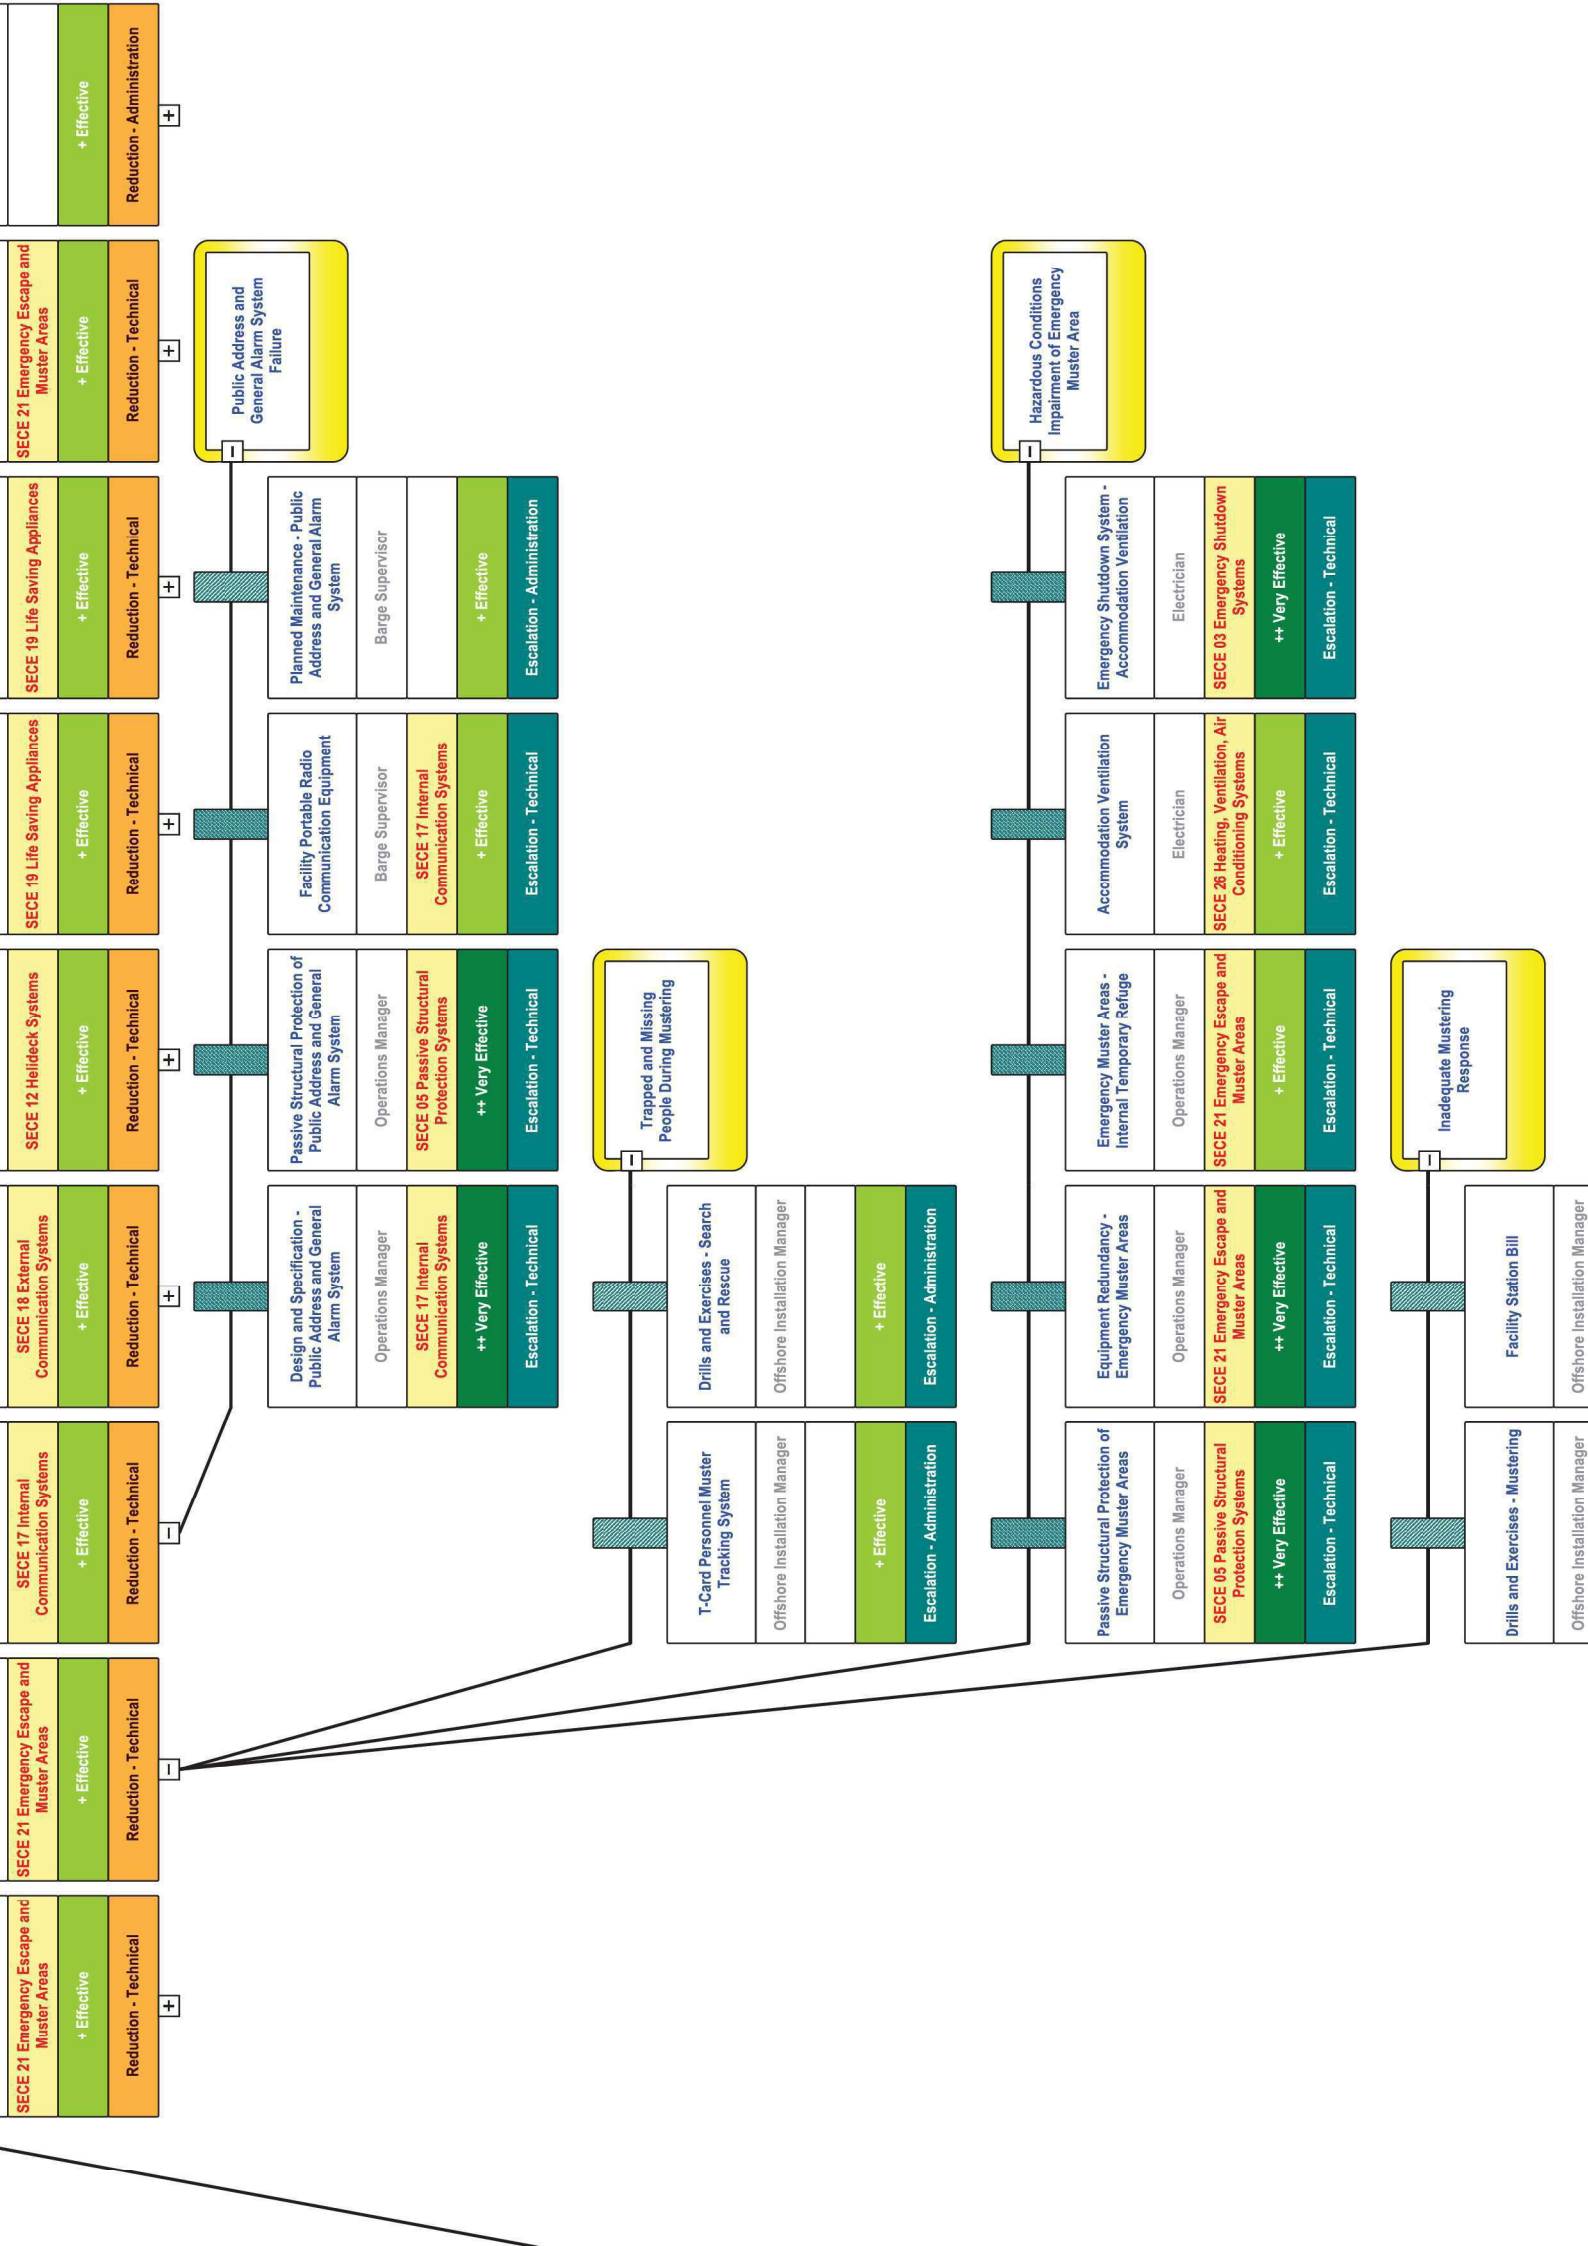 SECE 21 Emergency Escape and
Muster Areas
+ Effective
Reduction - Technical
+
SECE 21 Emergency Escape and
Muster Areas
+ Effective
Reduction - Technical
−
SECE 17 Internal
Communication Systems
+ Effective
Reduction - Technical
−
SECE 18 External
Communication Systems
+ Effective
Reduction - Technical
+
SECE 12 Helideck Systems
+ Effective
Reduction - Technical
+
SECE 19 Life Saving Appliances
+ Effective
Reduction - Technical
+
SECE 19 Life Saving Appliances
+ Effective
Reduction - Technical
+
SECE 21 Emergency Escape and
Muster Areas
+ Effective
Reduction - Technical
+
+ Effective
Reduction - Administration
+
Design and Specification -
Public Address and General
Alarm System
Operations Manager
SECE 17 Internal
Communication Systems
++ Very Effective
Escalation - Technical
Passive Structural Protection of
Public Address and General
Alarm System
Operations Manager
SECE 05 Passive Structural
Protection Systems
++ Very Effective
Escalation - Technical
Facility Portable Radio
Communication Equipment
Barge Supervisor
SECE 17 Internal
Communication Systems
+ Effective
Escalation - Technical
Planned Maintenance - Public
Address and General Alarm
System
Barge Supervisor
+ Effective
Escalation - Administration
−
Public Address and
General Alarm System
Failure
T-Card Personnel Muster
Tracking System
Offshore Installation Manager
+ Effective
Escalation - Administration
Drills and Exercises - Search
and Rescue
Offshore Installation Manager
+ Effective
Escalation - Administration
−
Trapped and Missing
People During Mustering
Passive Structural Protection of
Emergency Muster Areas
Operations Manager
SECE 05 Passive Structural
Protection Systems
++ Very Effective
Escalation - Technical
Equipment Redundancy -
Emergency Muster Areas
Operations Manager
SECE 21 Emergency Escape and
Muster Areas
++ Very Effective
Escalation - Technical
Emergency Muster Areas -
Internal Temporary Refuge
Operations Manager
SECE 21 Emergency Escape and
Muster Areas
+ Effective
Escalation - Technical
Accommodation Ventilation
System
Electrician
SECE 26 Heating, Ventilation, Air
Conditioning Systems
+ Effective
Escalation - Technical
Emergency Shutdown System -
Accommodation Ventilation
Electrician
SECE 03 Emergency Shutdown
Systems
++ Very Effective
Escalation - Technical
−
Hazardous Conditions
Impairment of Emergency
Muster Area
Drills and Exercises - Mustering
Offshore Installation Manager
Facility Station Bill
Offshore Installation Manager
−
Inadequate Mustering
Response